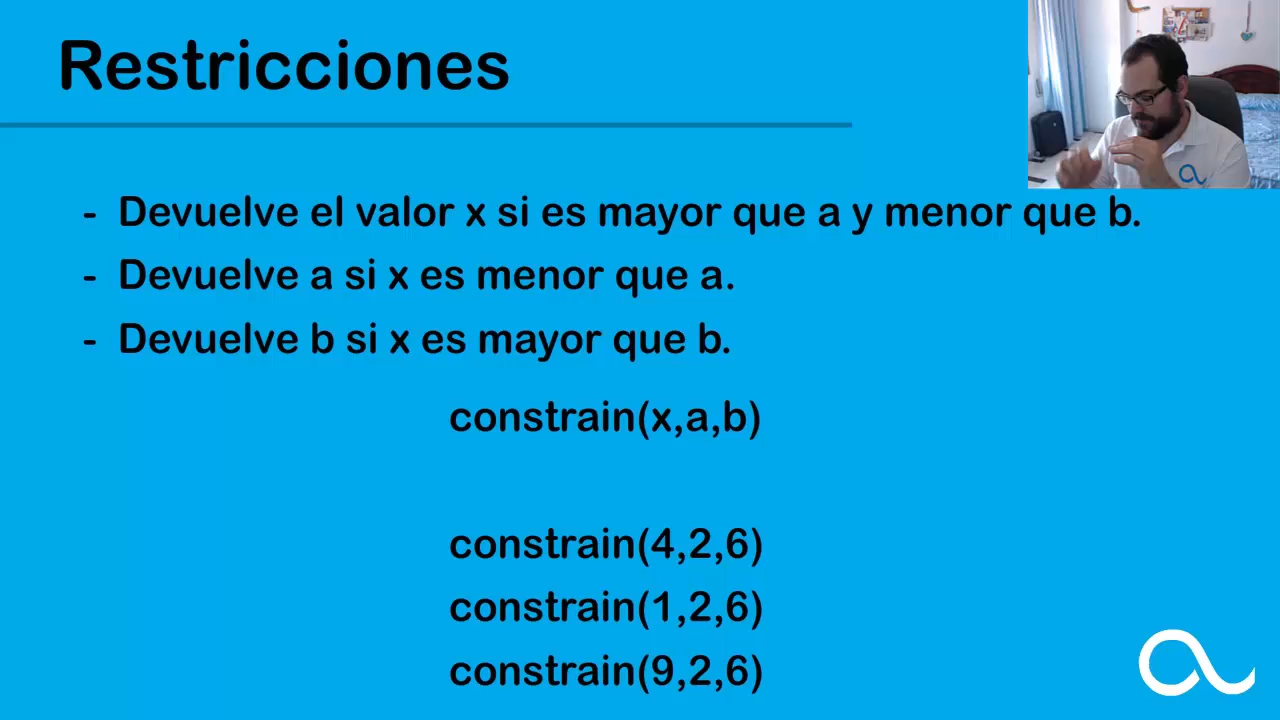 Restricciones
- Devuelve el valor x si es mayor que a y menor que b.
- Devuelve a si x es menor que a.
- Devuelve b si x es mayor que b.
constrain(x,a,b)
constrain(4,2,6)
constrain(1,2,6)
constrain(9,2,6)